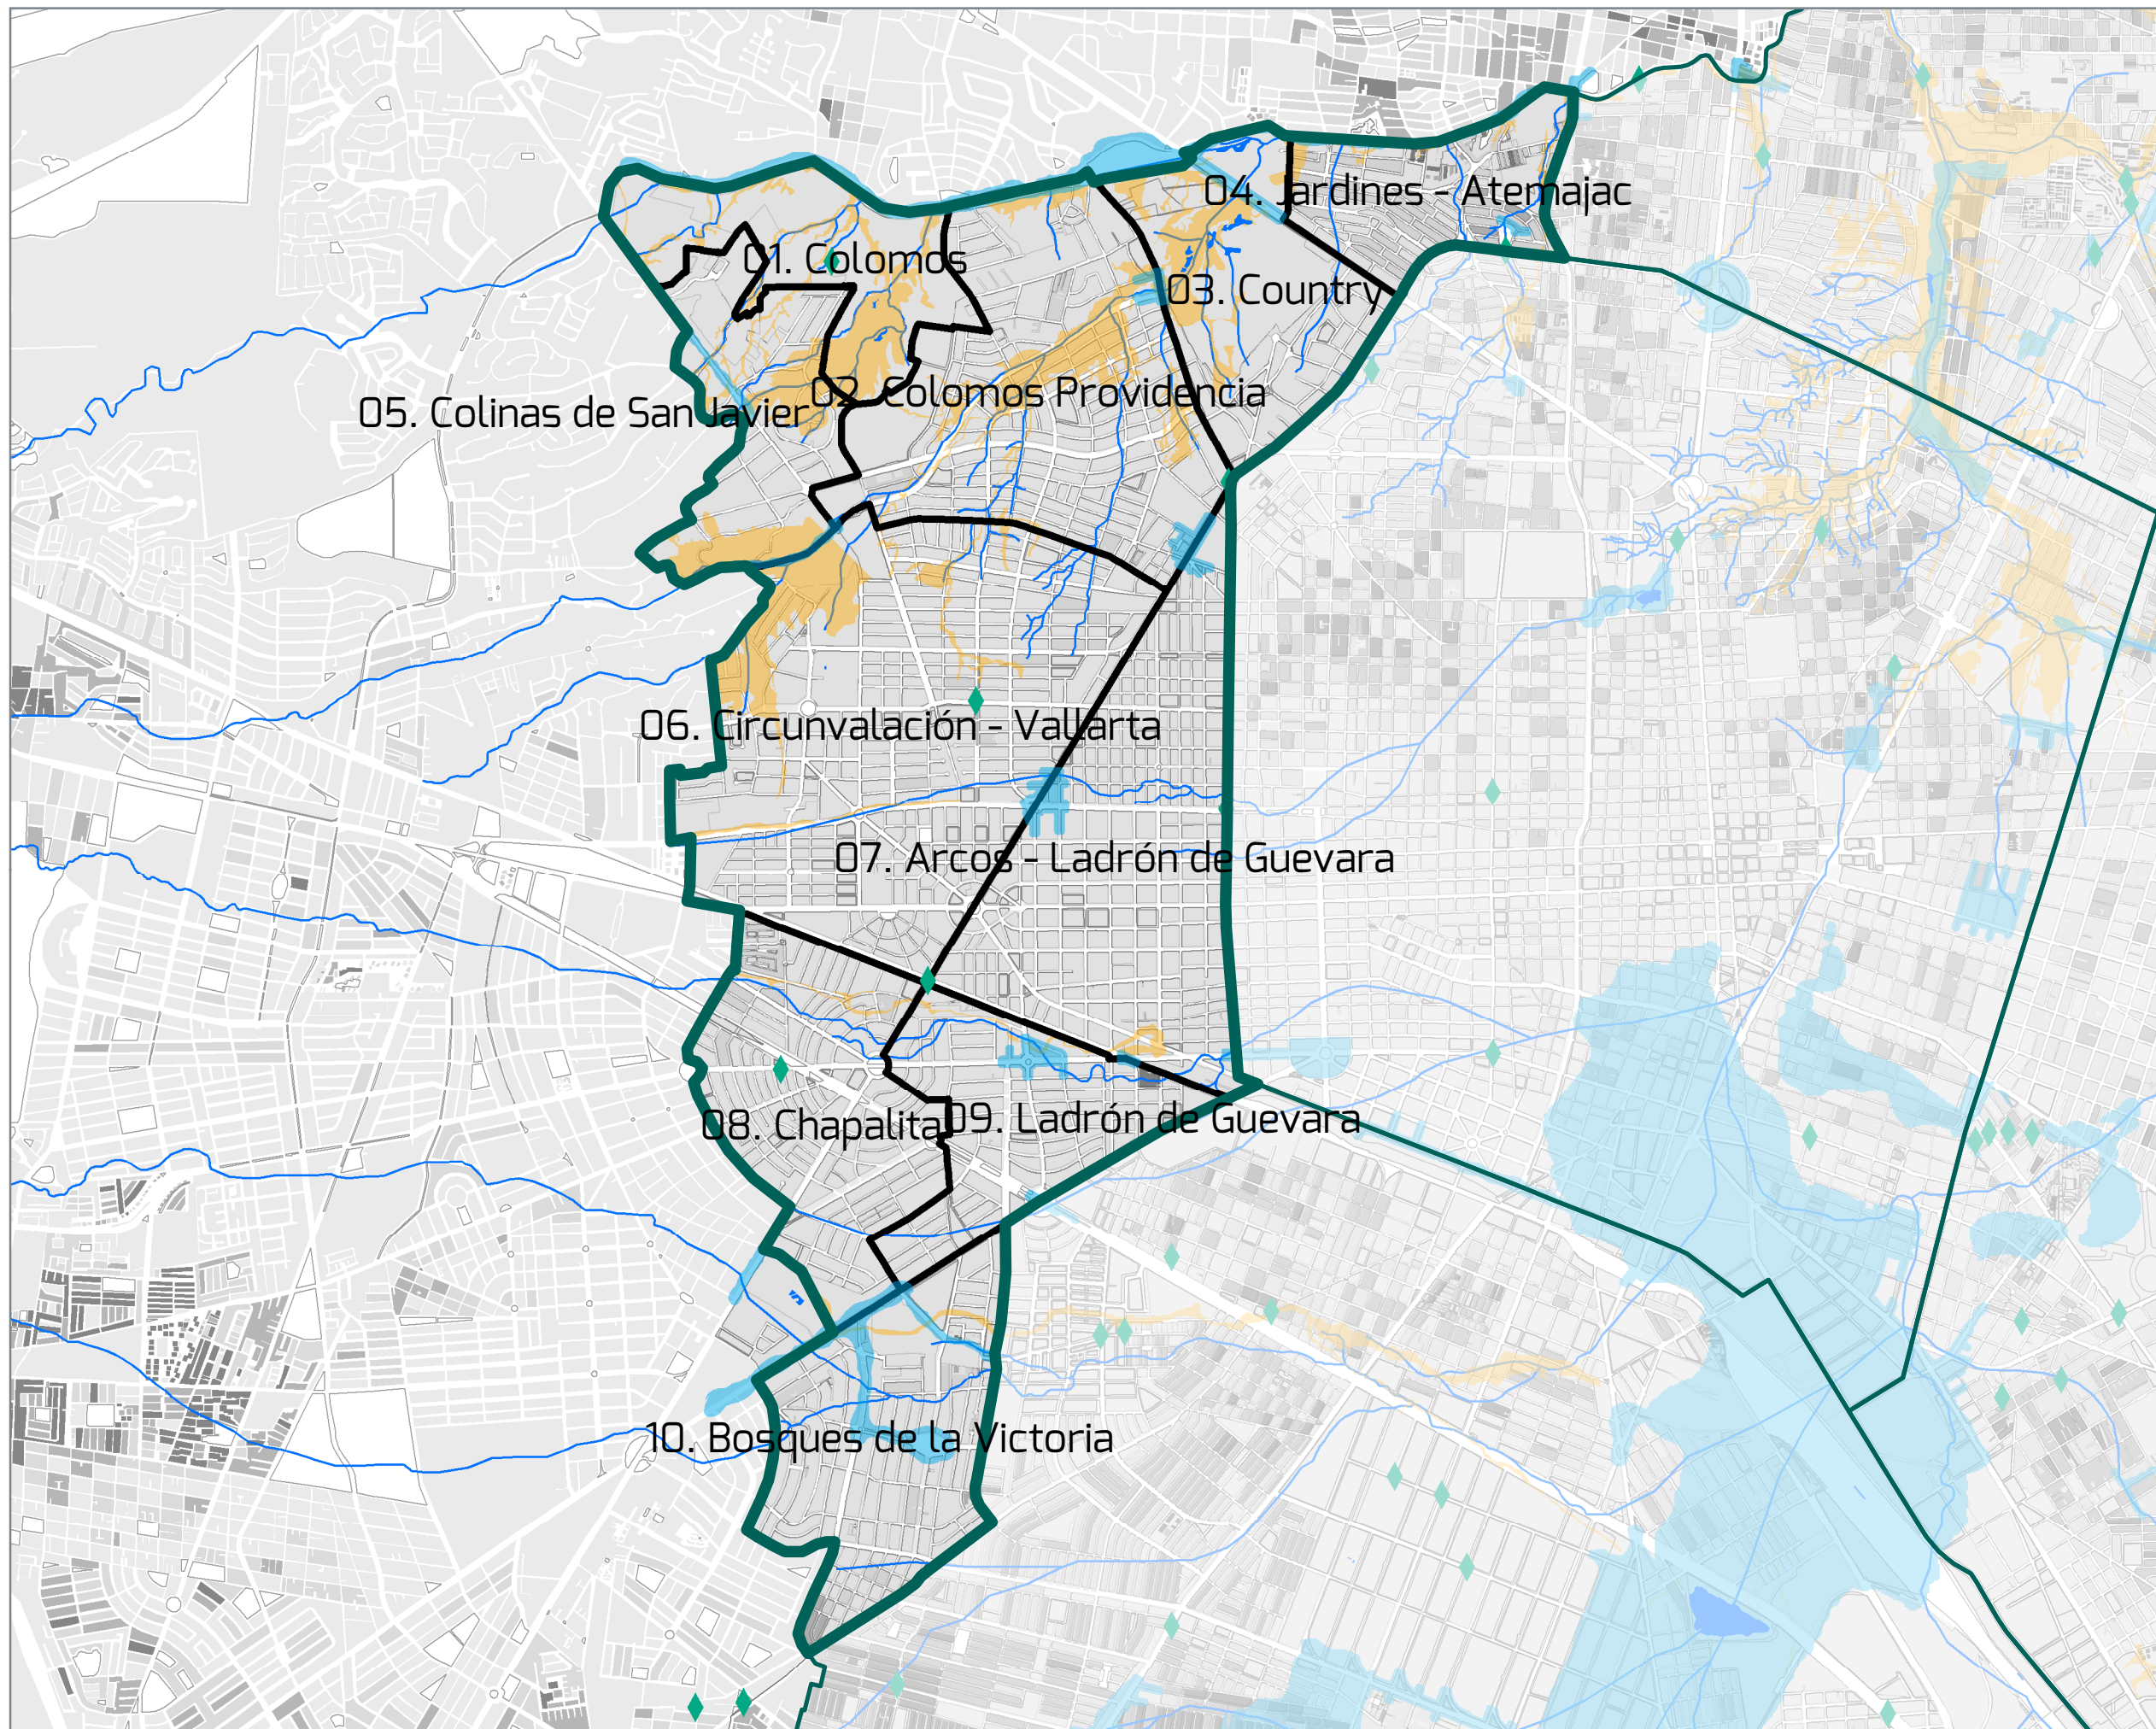 04. Jardines - Atemajac
01. Colomos
03. Country
02. Colomos Providencia
05. Colinas de San Javier
06. Circunvalación - Vallarta
07. Arcos - Ladrón de Guevara
08. Chapalita
09. Ladrón de Guevara
10. Bosques de la Victoria